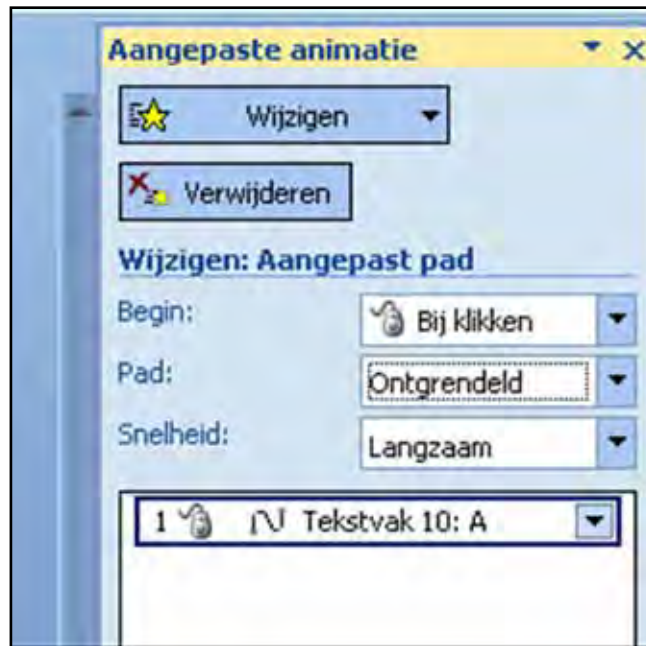 Aangepaste animatie
Wijzigen
Verwijderen
Wijzigen: Aangepast pad
Begin: Bij klikken
Pad: Ontgrendeld
Snelheid: Langzaam
1 Tekstvak 10: A